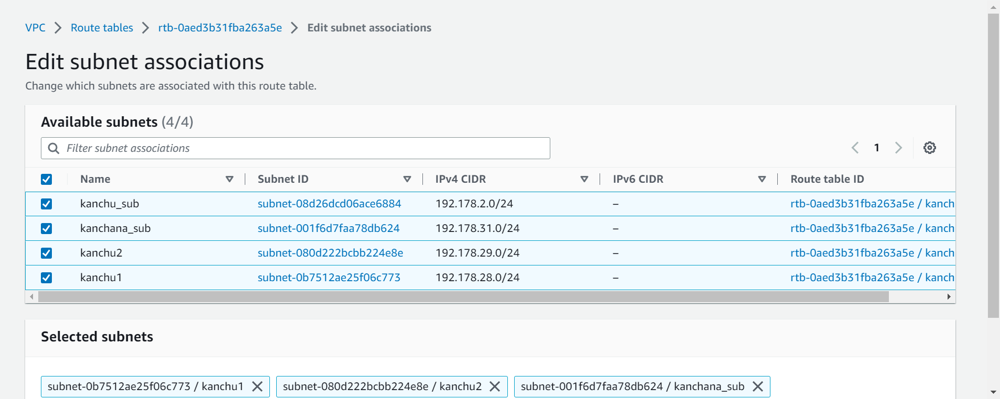 VPC > Route tables > rtb-0aed3b31fba263a5e > Edit subnet associations
Edit subnet associations
Change which subnets are associated with this route table.
Available subnets (4/4)
Filter subnet associations
1
Name Subnet ID IPv4 CIDR IPv6 CIDR Route table ID
kanchu_sub subnet-08d26dcd06ace6884 192.178.2.0/24 – rtb-0aed3b31fba263a5e / kanch
kanchana_sub subnet-001f6d7faa78db624 192.178.31.0/24 – rtb-0aed3b31fba263a5e / kanch
kanchu2 subnet-080d222bcbb224e8e 192.178.29.0/24 – rtb-0aed3b31fba263a5e / kanch
kanchu1 subnet-0b7512ae25f06c773 192.178.28.0/24 – rtb-0aed3b31fba263a5e / kanch
Selected subnets
subnet-0b7512ae25f06c773 / kanchu1 subnet-080d222bcbb224e8e / kanchu2 subnet-001f6d7faa78db624 / kanchana_sub